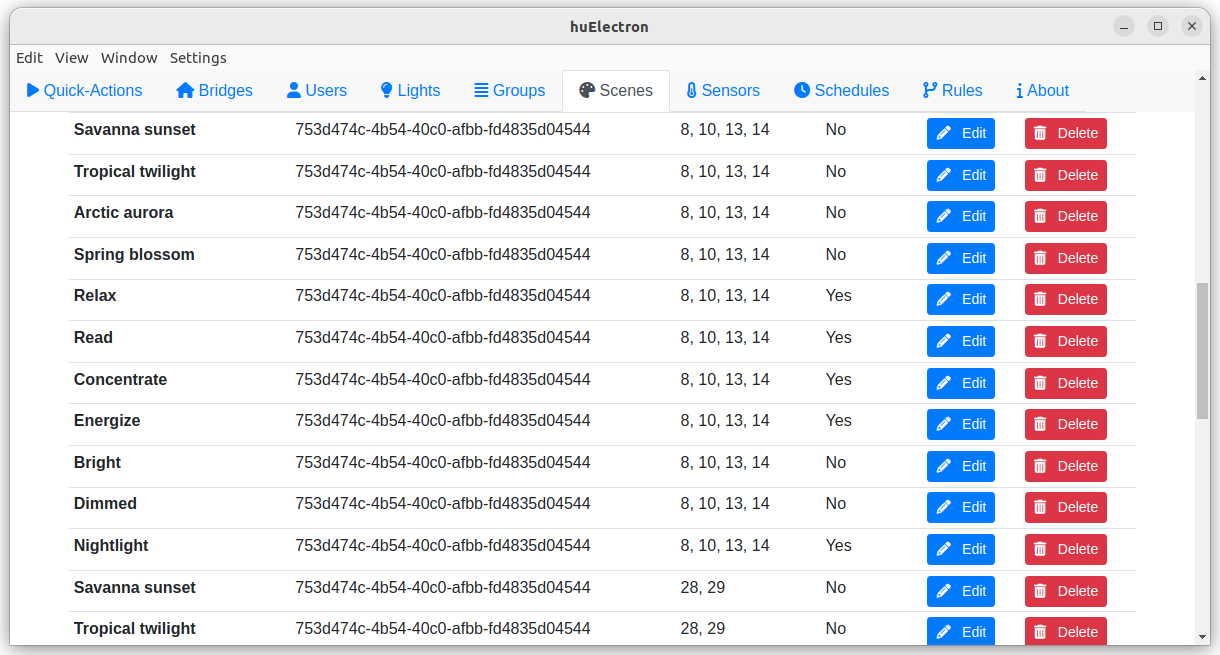 huElectron
Edit View Window Settings
Quick-Actions Bridges Users Lights Groups Scenes Sensors Schedules Rules About
Savanna sunset 753d474c-4b54-40c0-afbb-fd4835d04544 8, 10, 13, 14 No Edit Delete
Tropical twilight 753d474c-4b54-40c0-afbb-fd4835d04544 8, 10, 13, 14 No Edit Delete
Arctic aurora 753d474c-4b54-40c0-afbb-fd4835d04544 8, 10, 13, 14 No Edit Delete
Spring blossom 753d474c-4b54-40c0-afbb-fd4835d04544 8, 10, 13, 14 No Edit Delete
Relax 753d474c-4b54-40c0-afbb-fd4835d04544 8, 10, 13, 14 Yes Edit Delete
Read 753d474c-4b54-40c0-afbb-fd4835d04544 8, 10, 13, 14 Yes Edit Delete
Concentrate 753d474c-4b54-40c0-afbb-fd4835d04544 8, 10, 13, 14 Yes Edit Delete
Energize 753d474c-4b54-40c0-afbb-fd4835d04544 8, 10, 13, 14 Yes Edit Delete
Bright 753d474c-4b54-40c0-afbb-fd4835d04544 8, 10, 13, 14 No Edit Delete
Dimmed 753d474c-4b54-40c0-afbb-fd4835d04544 8, 10, 13, 14 No Edit Delete
Nightlight 753d474c-4b54-40c0-afbb-fd4835d04544 8, 10, 13, 14 Yes Edit Delete
Savanna sunset 753d474c-4b54-40c0-afbb-fd4835d04544 28, 29 No Edit Delete
Tropical twilight 753d474c-4b54-40c0-afbb-fd4835d04544 28, 29 No Edit Delete